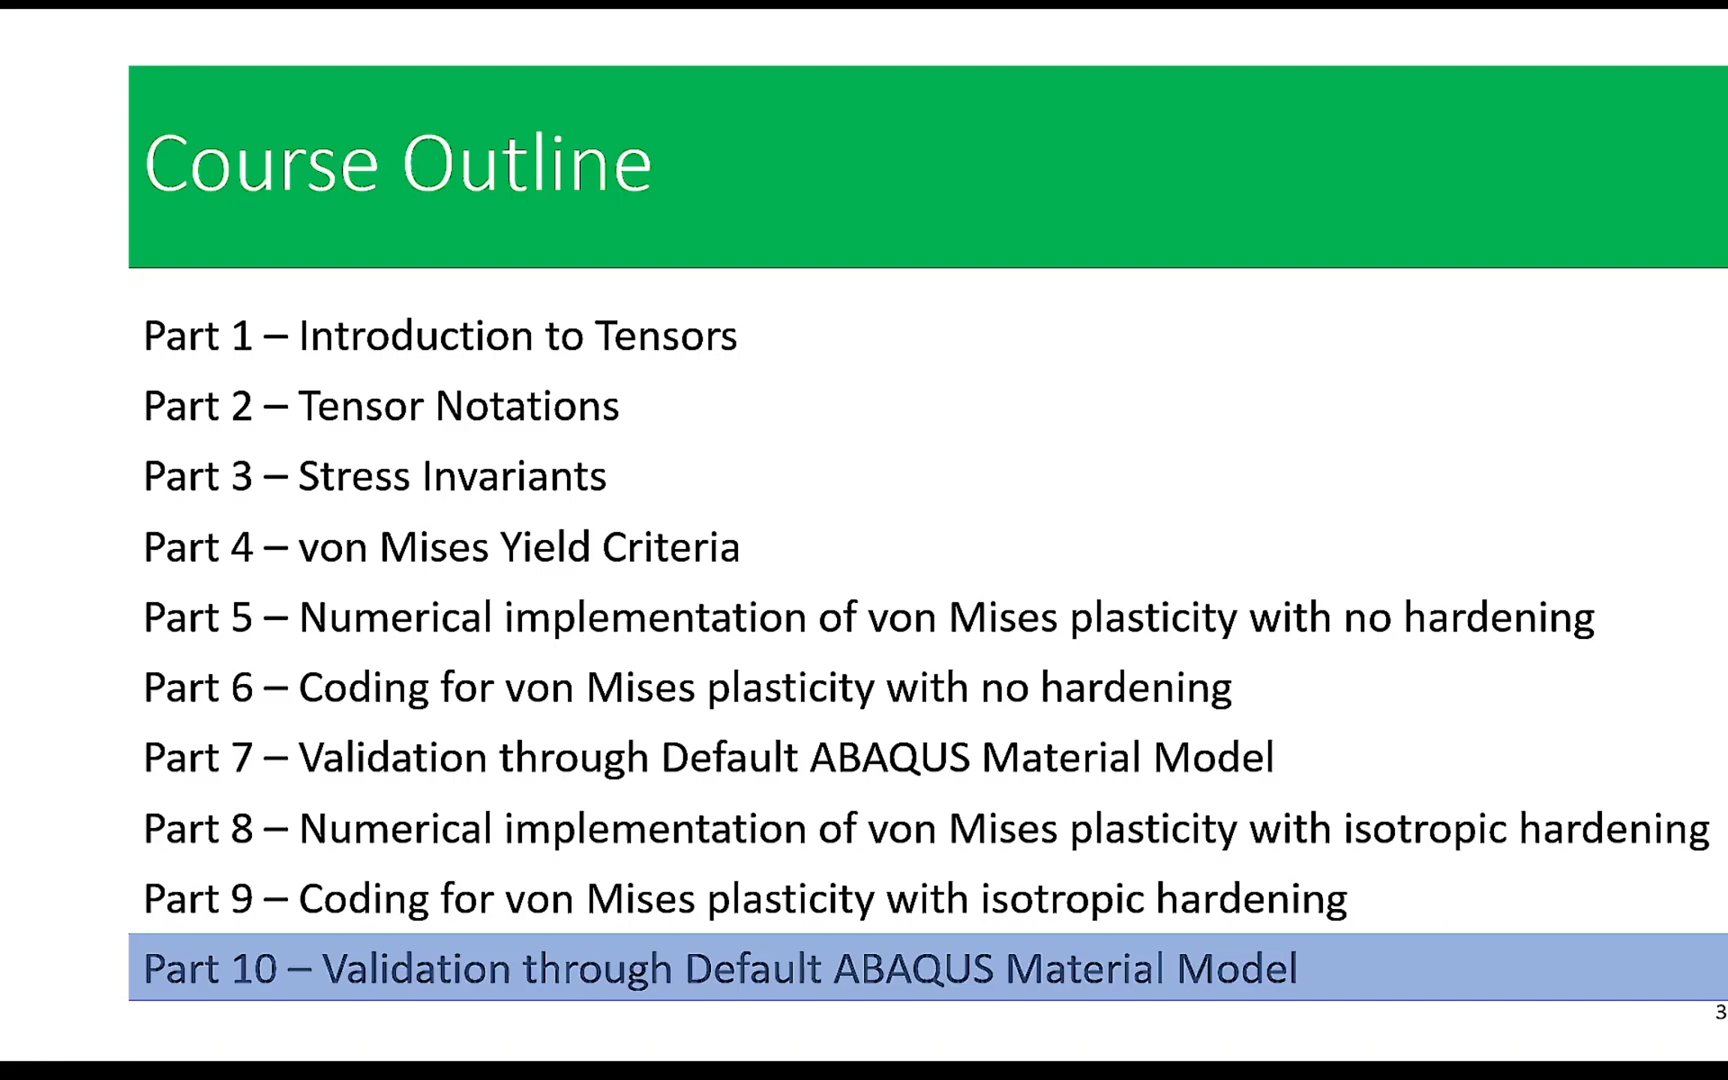 Course Outline
Part 1 – Introduction to Tensors
Part 2 – Tensor Notations
Part 3 – Stress Invariants
Part 4 – von Mises Yield Criteria
Part 5 – Numerical implementation of von Mises plasticity with no hardening
Part 6 – Coding for von Mises plasticity with no hardening
Part 7 – Validation through Default ABAQUS Material Model
Part 8 – Numerical implementation of von Mises plasticity with isotropic hardening
Part 9 – Coding for von Mises plasticity with isotropic hardening
Part 10 – Validation through Default ABAQUS Material Model
3